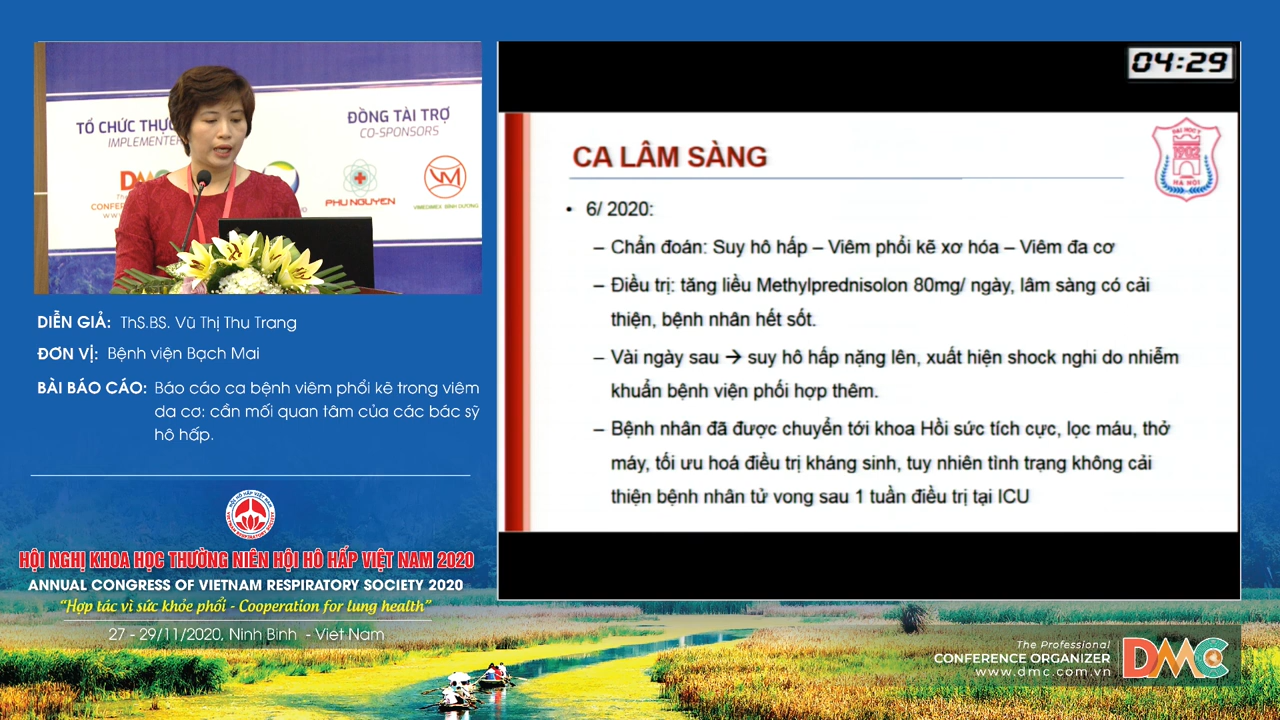 TỔ CHỨC THỰC
IMPLEMENTER
ĐỒNG TÀI TRỢ
CO-SPONSORS
DMC
PHU NGUYEN
VM
DIỄN GIẢ: ThS.BS. Vũ Thị Thu Trang
ĐƠN VỊ: Bệnh viện Bạch Mai
BÀI BÁO CÁO: Báo cáo ca bệnh viêm phổi kẽ trong viêm
da cơ: cần mối quan tâm của các bác sỹ
hô hấp.
HỘI NGHỊ KHOA HỌC THƯỜNG NIÊN HỘI HÔ HẤP VIỆT NAM 2020
ANNUAL CONGRESS OF VIETNAM RESPIRATORY SOCIETY 2020
“Hợp tác vì sức khỏe phổi - Cooperation for lung health”
27 - 29/11/2020, Ninh Bình - Viet Nam
04:29
CA LÂM SÀNG
ĐẠI HỌC Y
1902
HÀ NỘI
• 6/ 2020:
– Chẩn đoán: Suy hô hấp – Viêm phổi kẽ xơ hóa – Viêm đa cơ
– Điều trị: tăng liều Methylprednisolon 80mg/ ngày, lâm sàng có cải
thiện, bệnh nhân hết sốt.
– Vài ngày sau → suy hô hấp nặng lên, xuất hiện shock nghi do nhiễm
khuẩn bệnh viện phối hợp thêm.
– Bệnh nhân đã được chuyển tới khoa Hồi sức tích cực, lọc máu, thở
máy, tối ưu hoá điều trị kháng sinh, tuy nhiên tình trạng không cải
thiện bệnh nhân tử vong sau 1 tuần điều trị tại ICU
The Professional
CONFERENCE ORGANIZER
www.dmc.com.vn
DMC